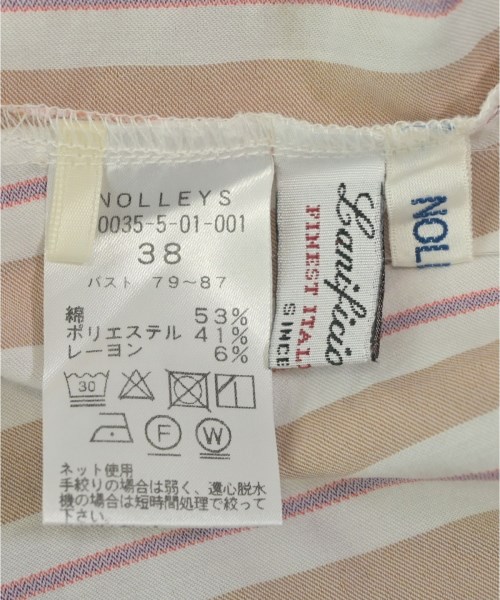 NOLLEYS
0035-5-01-001
38
バスト 79～87
綿 53%
ポリエステル 41%
レーヨン 6%
30
F W
ネット使用
手絞りの場合は弱く、遠心脱水
機の場合は短時間処理で絞って
下さい。
Lanificio
FINEST ITAL
SINCE
NOLL